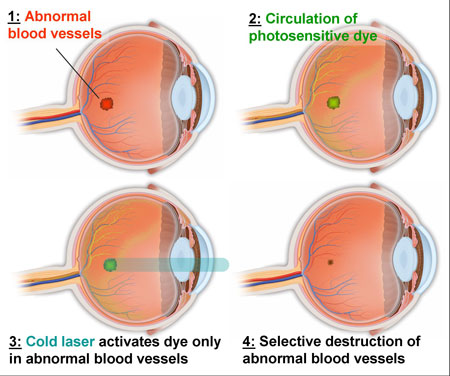 1: Abnormal
blood vessels
2: Circulation of
photosensitive dye
3: Cold laser activates dye only
in abnormal blood vessels
4: Selective destruction of
abnormal blood vessels